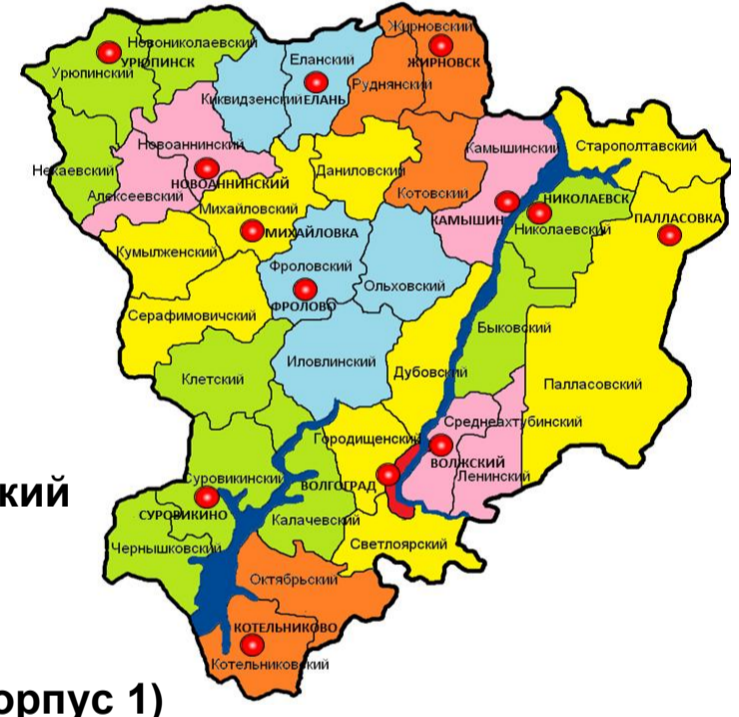 Жирновский
Новониколаевский
УРЮПИНСК
Урюпинский
ЖИРНОВСК
Еланский
Руднянский
Киквидзенский
ЕЛАНЬ
Новоаннинский
Камышинский
Старополтавский
Нехаевский
Даниловский
НОВОАННИНСКИЙ
Алексеевский
Котовский
НИКОЛАЕВСК
Михайловский
КАМЫШИН
ПАЛЛАСОВКА
МИХАЙЛОВКА
Николаевский
Кумылженский
Фроловский
Ольховский
ФРОЛОВО
Серафимовичский
Быковский
Иловлинский
Клетский
Дубовский
Палласовский
Среднеахтубинский
Городищенский
ВОЛЖСКИЙ
Суровикинский
ВОЛГОГРАД
Ленинский
кий
СУРОВИКИНО
Калачевский
Чернышковский
Светлоярский
Октябрьский
КОТЕЛЬНИКОВО
Котельниковский
орпус 1)